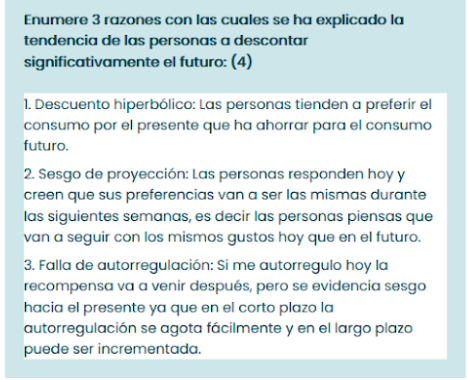 Enumere 3 razones con las cuales se ha explicado la
tendencia de las personas a descontar
significativamente el futuro: (4)
1. Descuento hiperbólico: Las personas tienden a preferir el
consumo por el presente que ha ahorrar para el consumo
futuro.
2. Sesgo de proyección: Las personas responden hoy y
creen que sus preferencias van a ser las mismas durante
las siguientes semanas, es decir las personas piensas que
van a seguir con los mismos gustos hoy que en el futuro.
3. Falla de autorregulación: Si me autorregulo hoy la
recompensa va a venir después, pero se evidencia sesgo
hacia el presente ya que en el corto plazo la
autorregulación se agota fácilmente y en el largo plazo
puede ser incrementada.